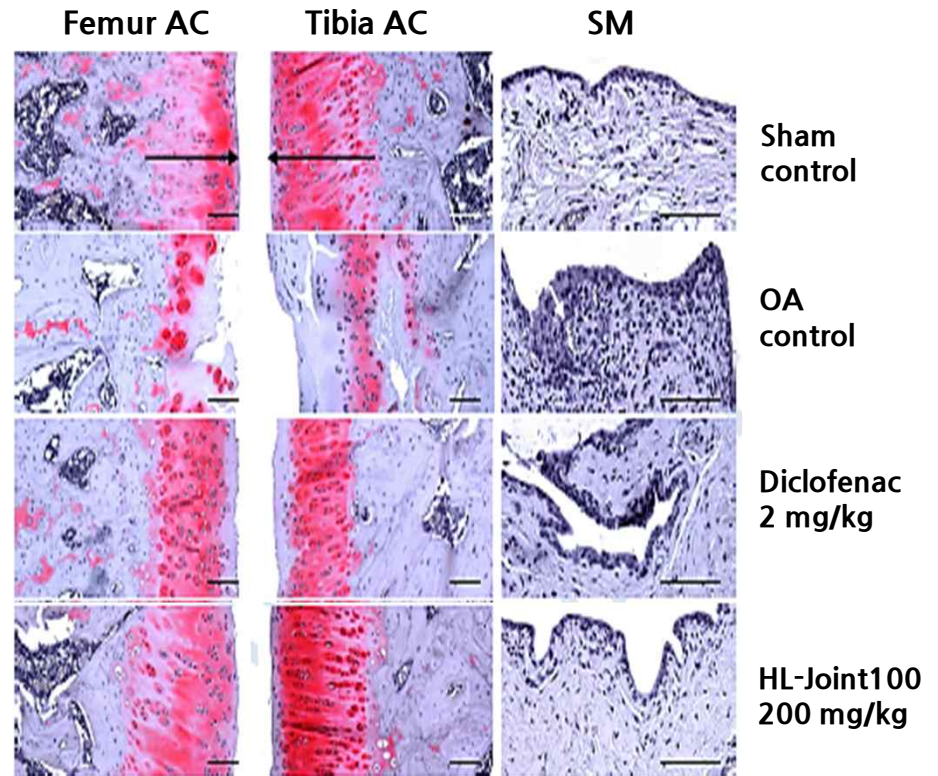 Femur AC
Tibia AC
SM
Sham
control
OA
control
Diclofenac
2 mg/kg
HL-Joint100
200 mg/kg